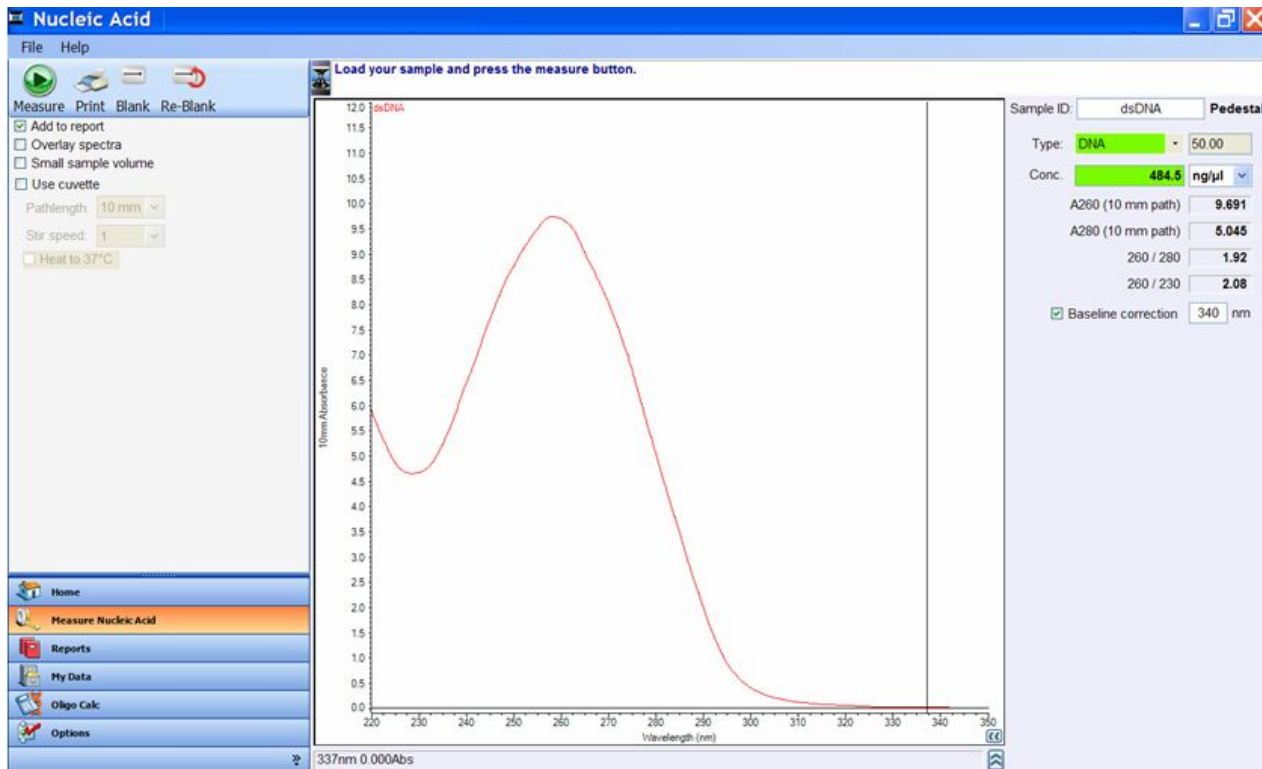 Nucleic Acid
File Help
Measure Print Blank Re-Blank
Add to report
Overlay spectra
Small sample volume
Use cuvette
Pathlength: 10 mm
Stir speed: 1
Heat to 37°C
Home
Measure Nucleic Acid
Reports
My Data
Oligo Calc
Options
Load your sample and press the measure button.
dsDNA
12.0
11.5
11.0
10.5
10.0
9.5
9.0
8.5
8.0
7.5
7.0
6.5
6.0
5.5
5.0
4.5
4.0
3.5
3.0
2.5
2.0
1.5
1.0
0.5
0.0
10mm Absorbance
220 230 240 250 260 270 280 290 300 310 320 330 340 350
Wavelength (nm)
337nm 0.000Abs
Sample ID: dsDNA Pedestal
Type: DNA 50.00
Conc. 484.5 ng/µl
A260 (10 mm path) 9.691
A280 (10 mm path) 5.045
260 / 280 1.92
260 / 230 2.08
Baseline correction 340 nm